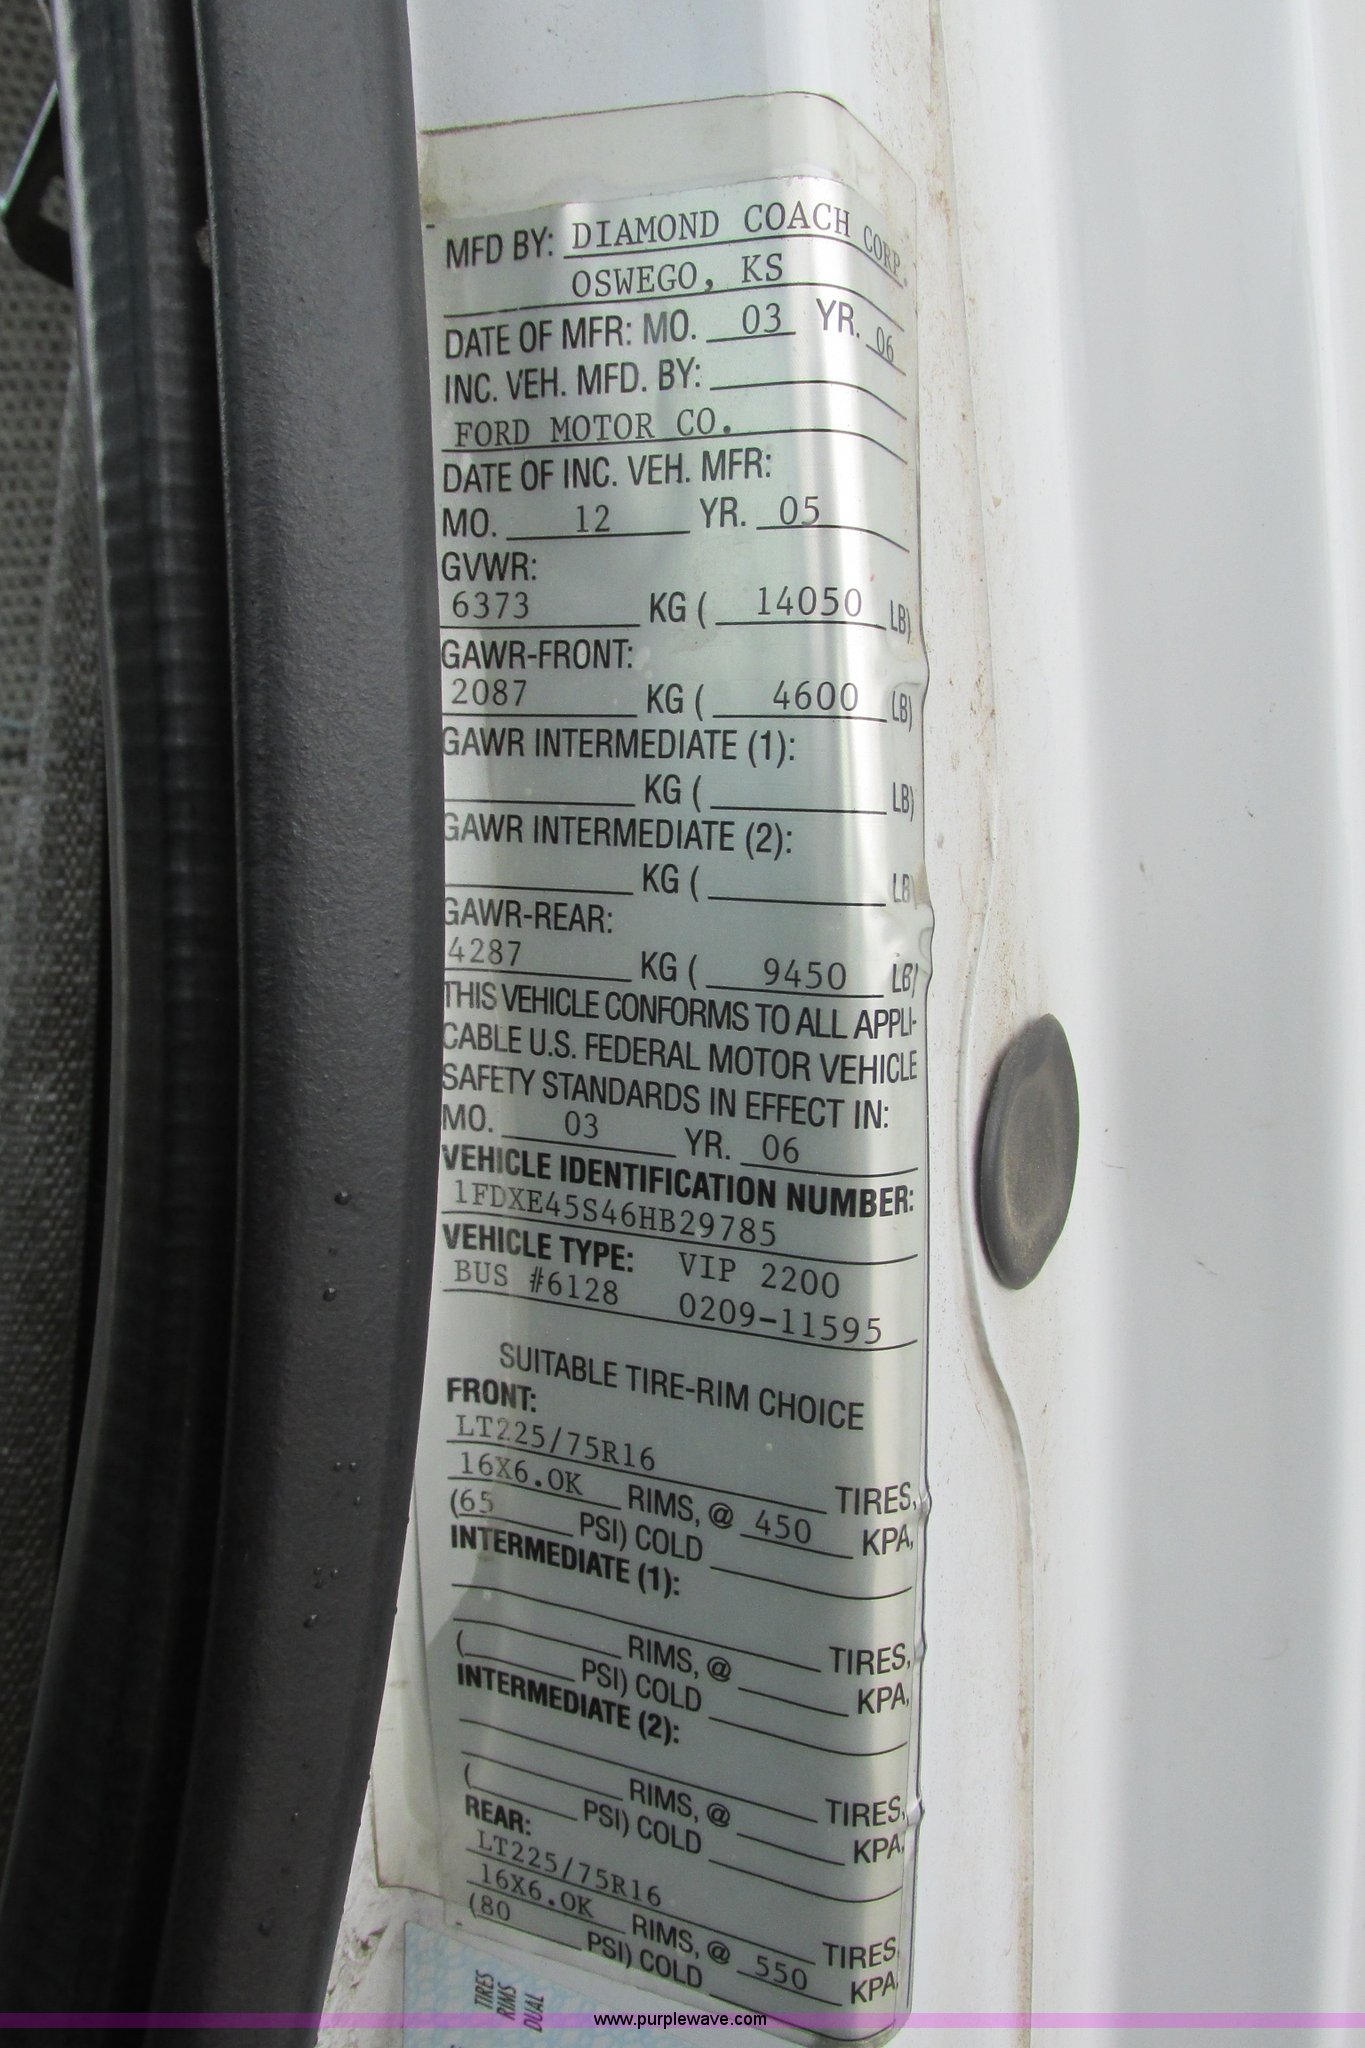 MFD BY: DIAMOND COACH CORP.
OSWEGO, KS
DATE OF MFR: MO. 03 YR. 06
INC. VEH. MFD. BY:
FORD MOTOR CO.
DATE OF INC. VEH. MFR:
MO. 12 YR. 05
GVWR:
6373 KG ( 14050 LB)
GAWR-FRONT:
2087 KG ( 4600 LB)
GAWR INTERMEDIATE (1):
KG ( LB)
GAWR INTERMEDIATE (2):
KG ( LB)
GAWR-REAR:
4287 KG ( 9450 LB)
THIS VEHICLE CONFORMS TO ALL APPLI-
CABLE U.S. FEDERAL MOTOR VEHICLE
SAFETY STANDARDS IN EFFECT IN:
MO. 03 YR. 06
VEHICLE IDENTIFICATION NUMBER:
1FDXE45S46HB29785
VEHICLE TYPE: VIP 2200
BUS #6128 0209-11595
SUITABLE TIRE-RIM CHOICE
FRONT:
LT225/75R16 TIRES,
16X6.0K RIMS, @ 450 KPA,
(65 PSI) COLD
INTERMEDIATE (1):
TIRES,
RIMS, @ KPA,
( PSI) COLD
INTERMEDIATE (2):
TIRES,
RIMS, @ KPA,
( PSI) COLD
REAR:
LT225/75R16 TIRES,
16X6.0K RIMS, @ 550 KPA,
(80 PSI) COLD
TIRES
RIMS
DUAL
www.purplewave.com